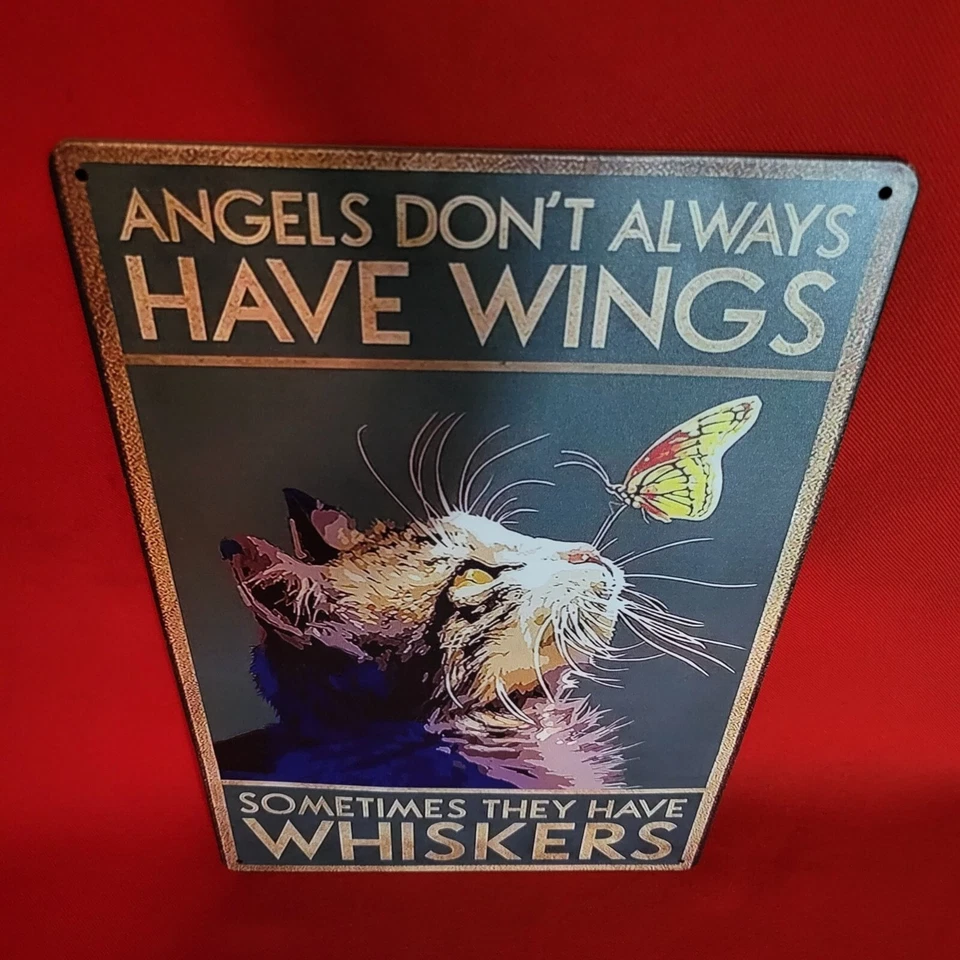 ANGELS DON'T ALWAYS
HAVE WINGS
SOMETIMES THEY HAVE
WHISKERS